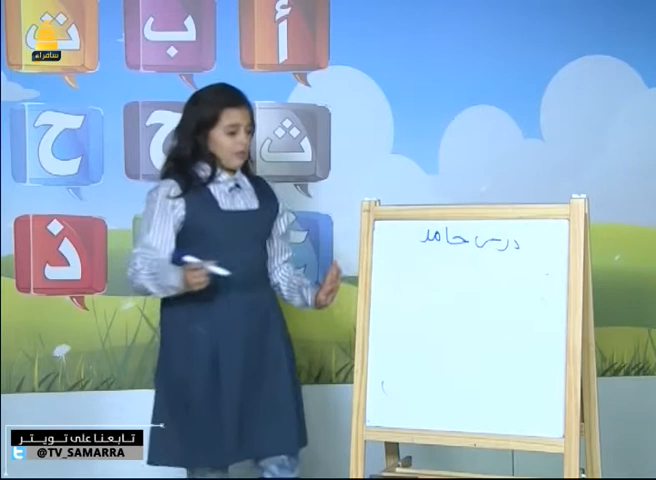 أ
ب
ت
سامراء
ث
ج
ح
د
ذ
درس حامد
تابعنا على تويتر
@TV_SAMARRA